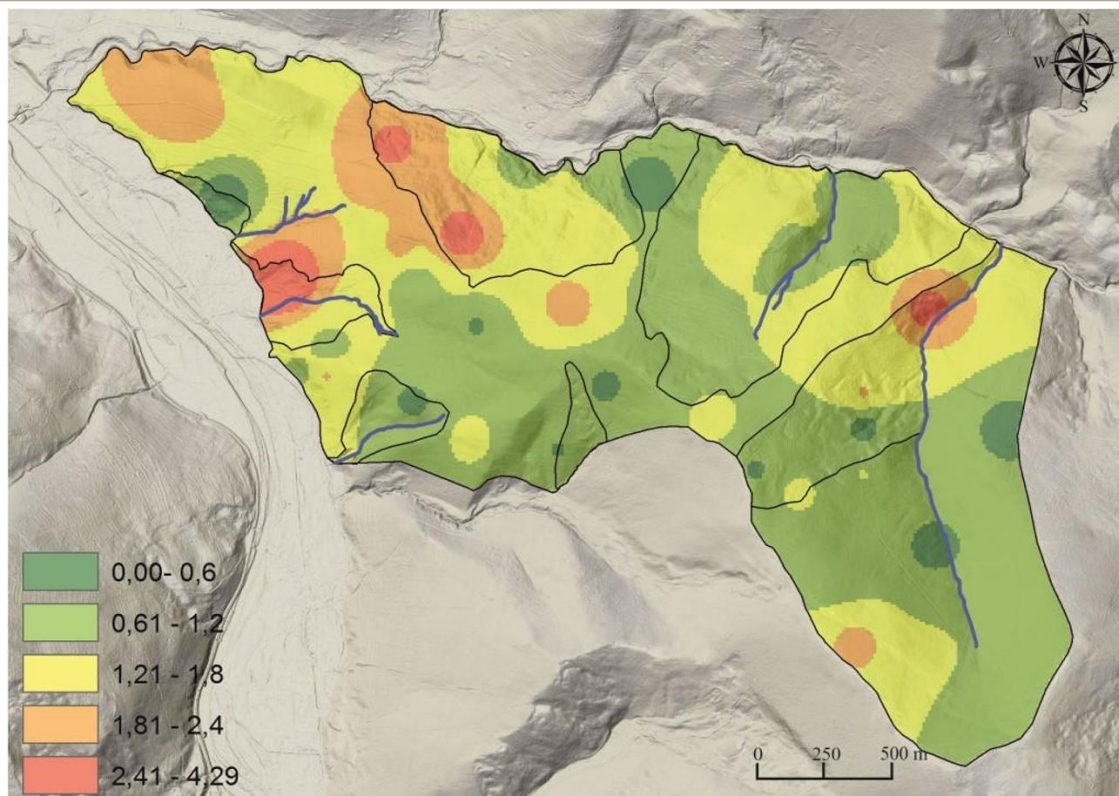 N
W
S
0,00- 0,6
0,61 - 1,2
1,21 - 1,8
1,81 - 2,4
2,41 - 4,29
0 250 500 m